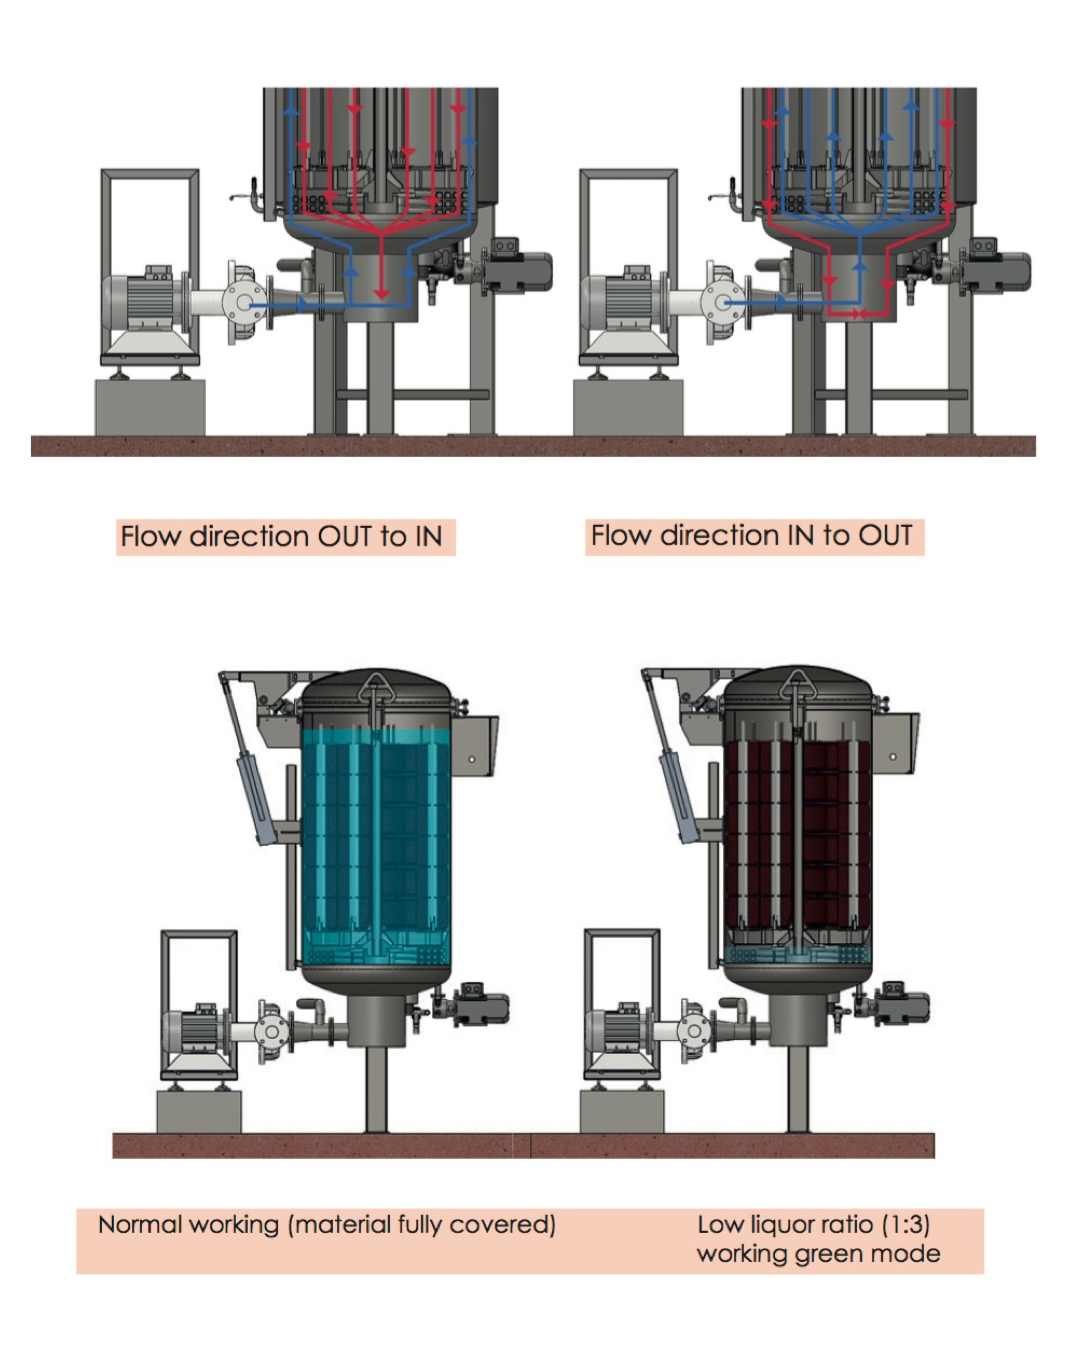 Flow direction OUT to IN
Flow direction IN to OUT
Normal working (material fully covered)
Low liquor ratio (1:3)
working green mode